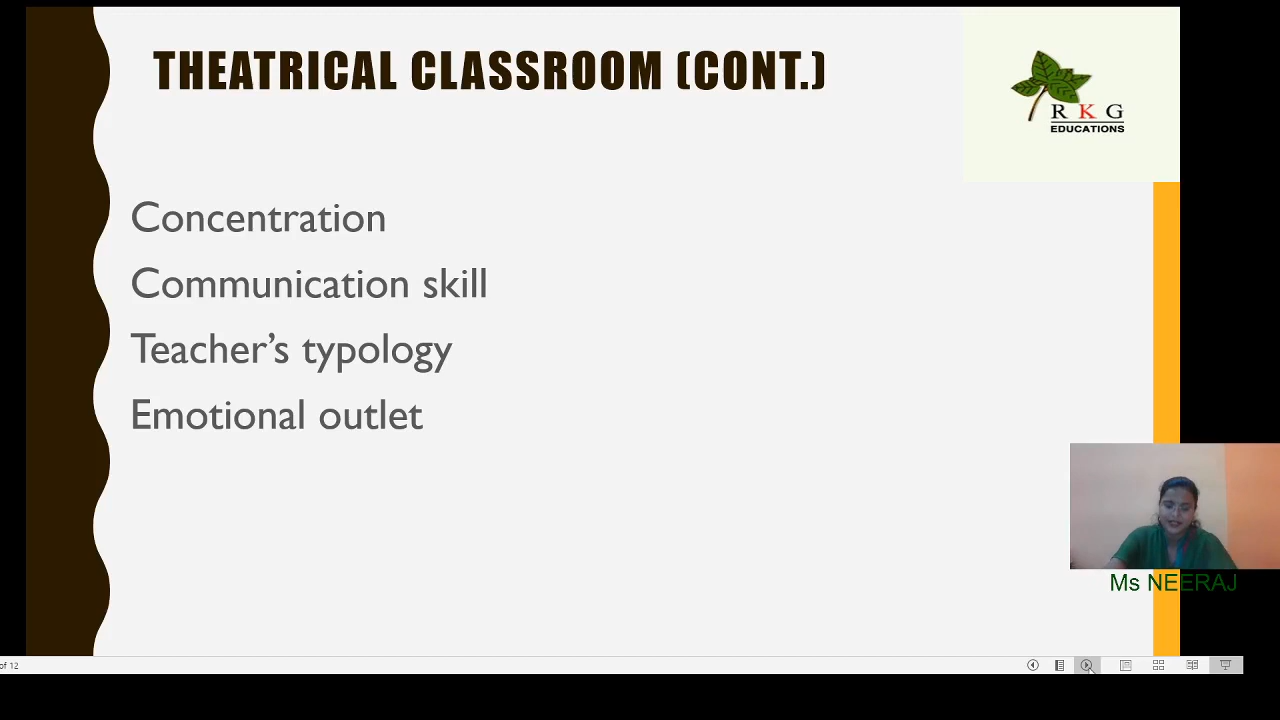 THEATRICAL CLASSROOM (CONT.)
R K G
EDUCATIONS
Concentration
Communication skill
Teacher's typology
Emotional outlet
Ms NEERAJ
of 12